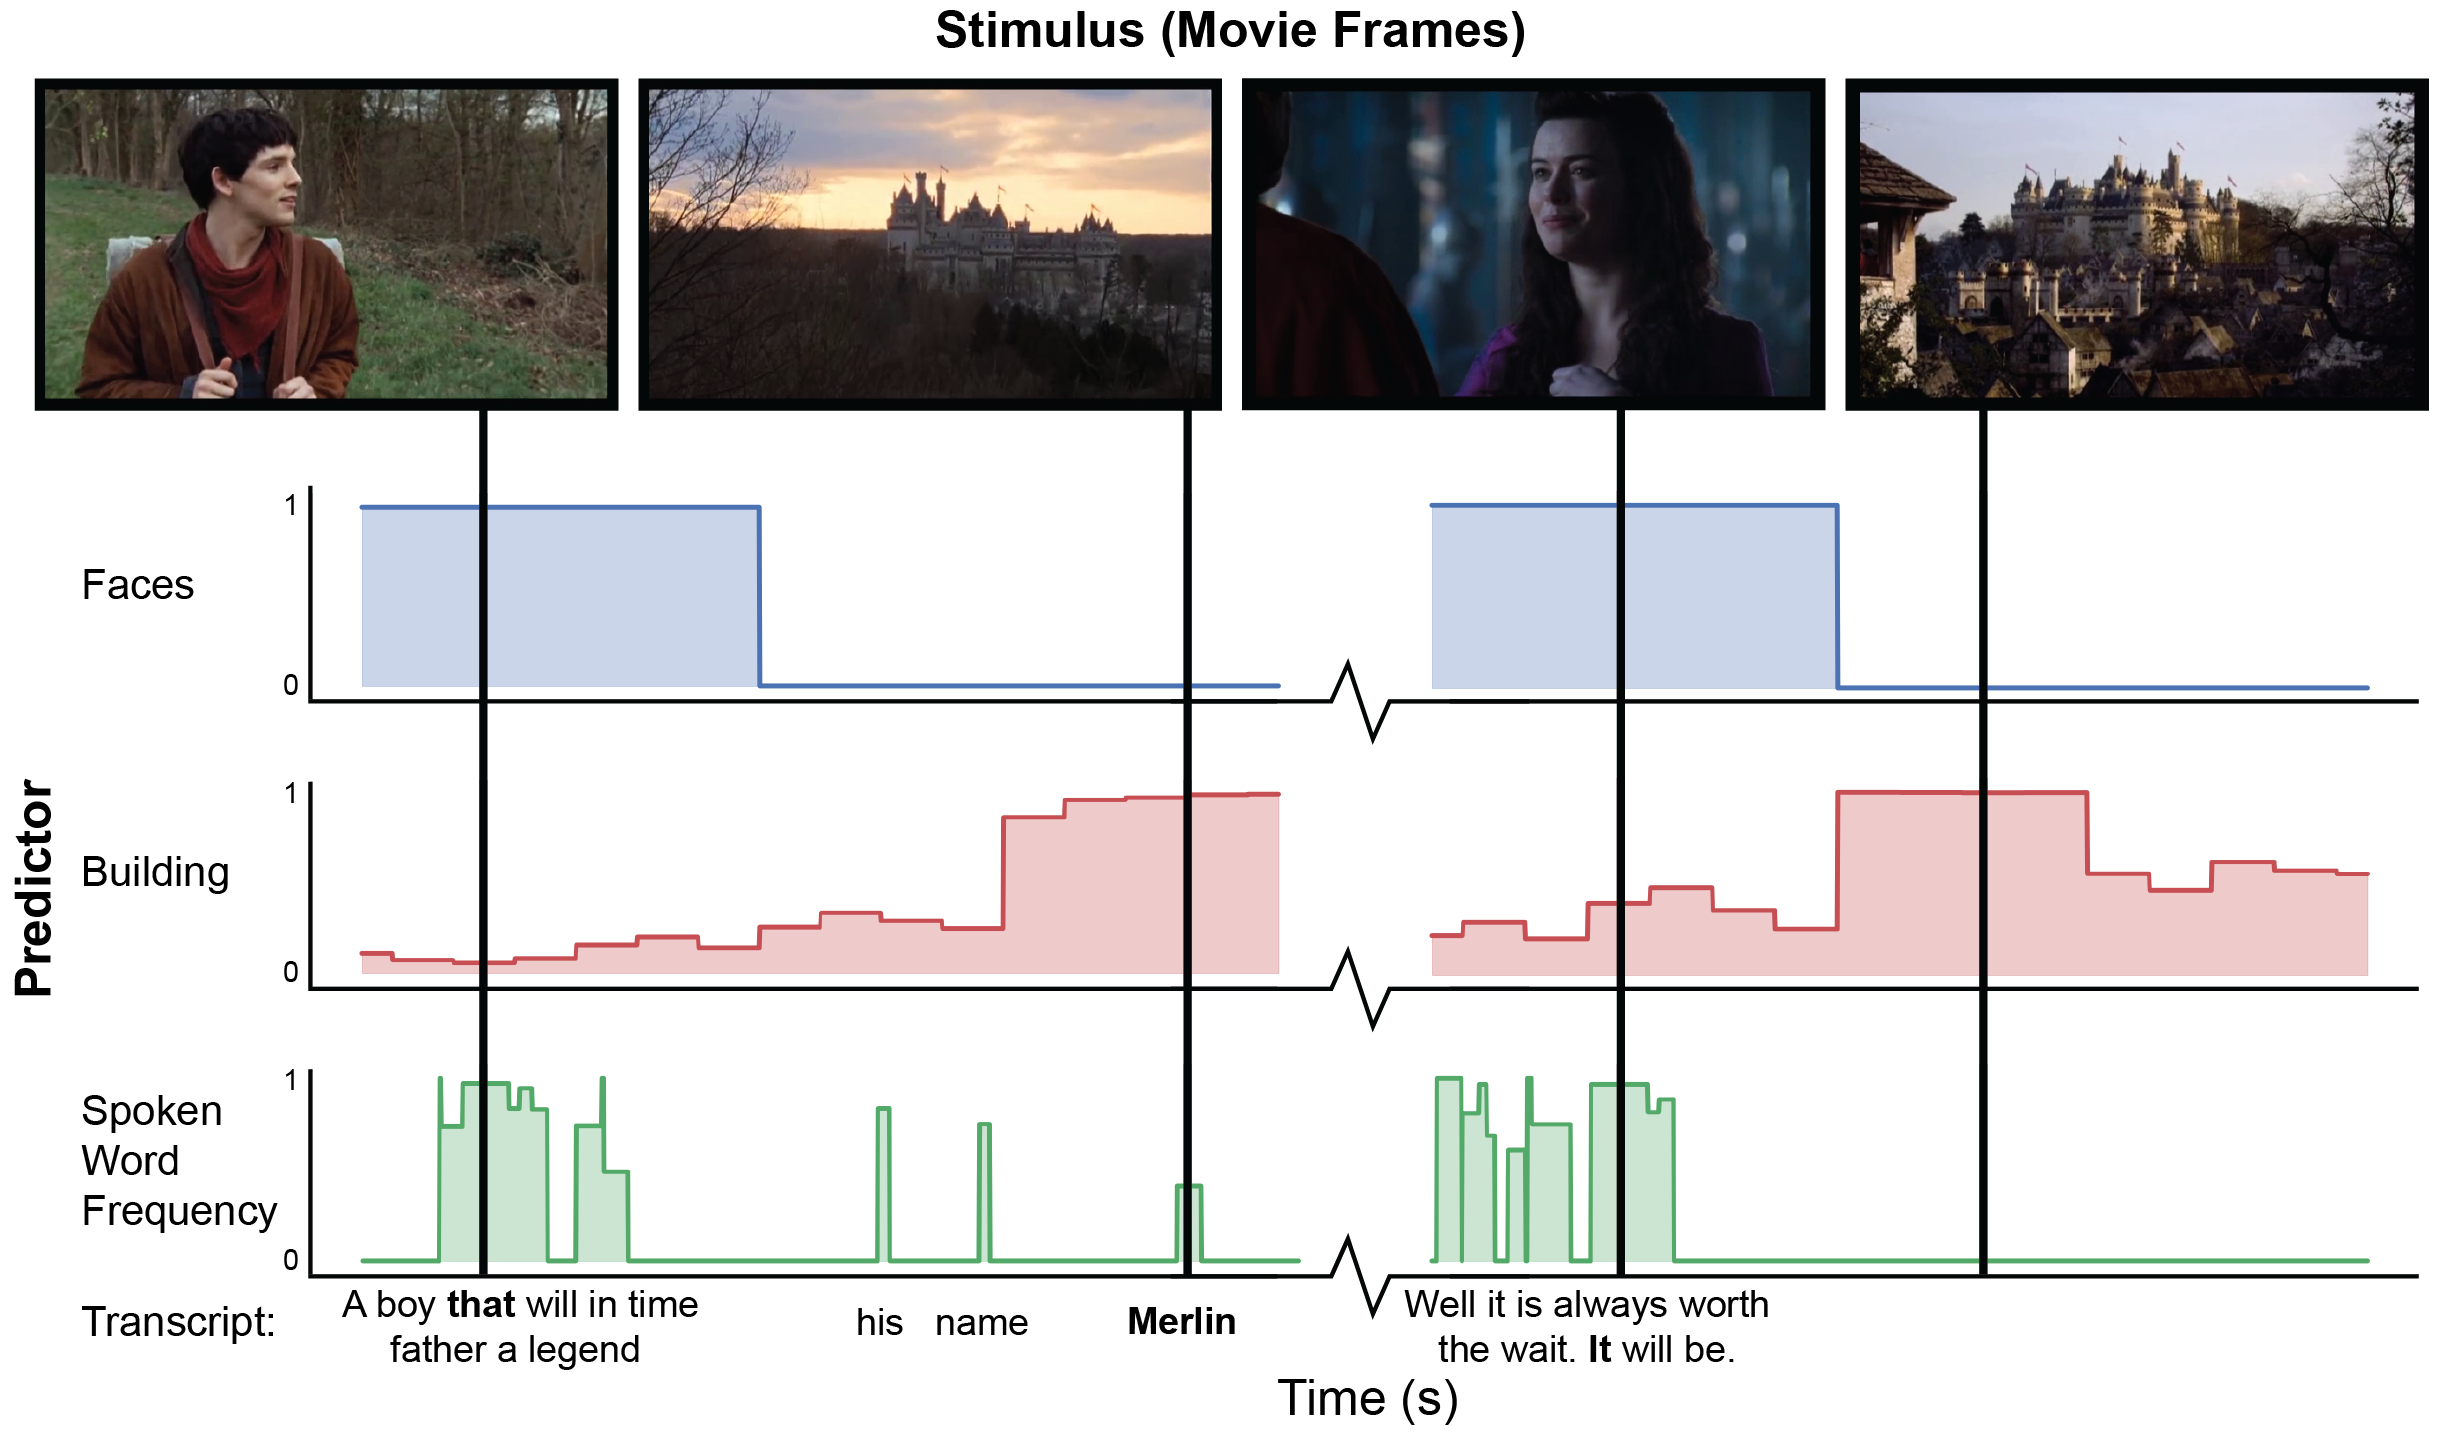 Stimulus (Movie Frames)
Predictor
1
Faces
0
1
Building
0
1
Spoken
Word
Frequency
0
Transcript:
A boy that will in time
father a legend
his name
Merlin
Well it is always worth
the wait. It will be.
Time (s)